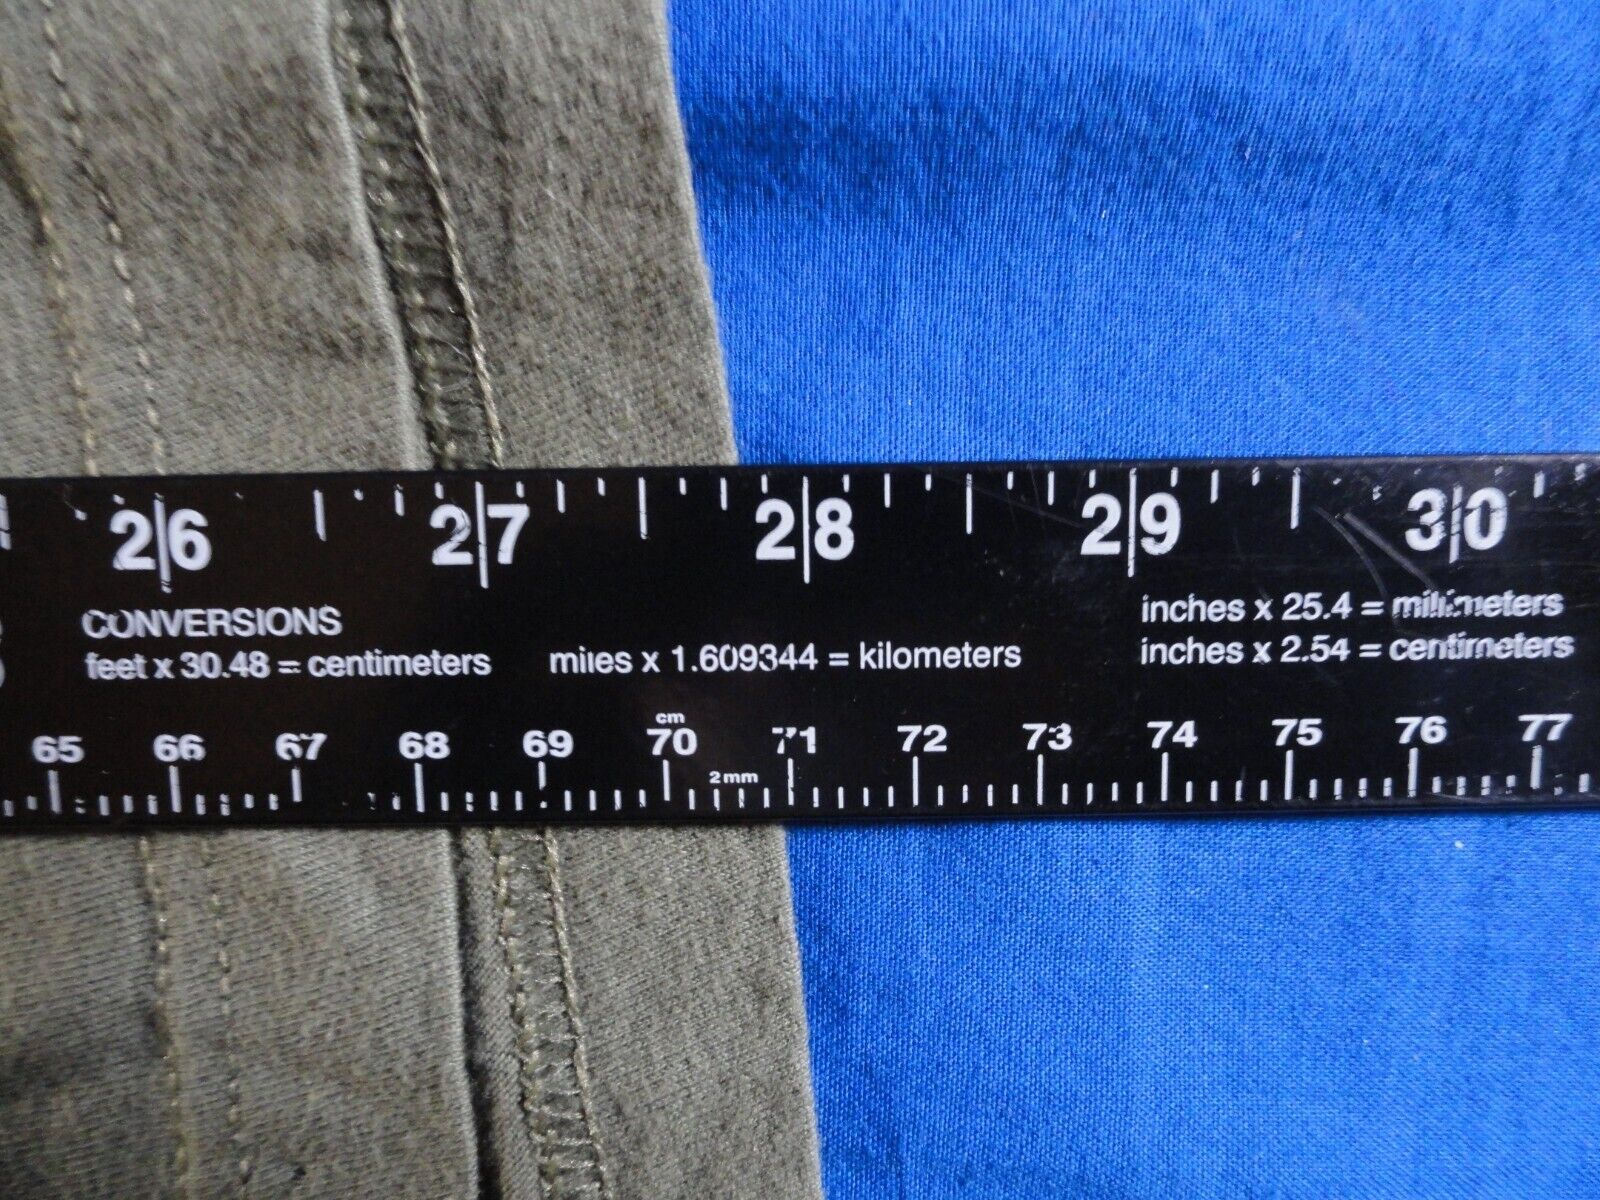 26 27 28 29 30
CONVERSIONS
feet x 30.48 = centimeters
miles x 1.609344 = kilometers
inches x 25.4 = millimeters
inches x 2.54 = centimeters
cm
65 66 67 68 69 70 71 72 73 74 75 76 77
2mm